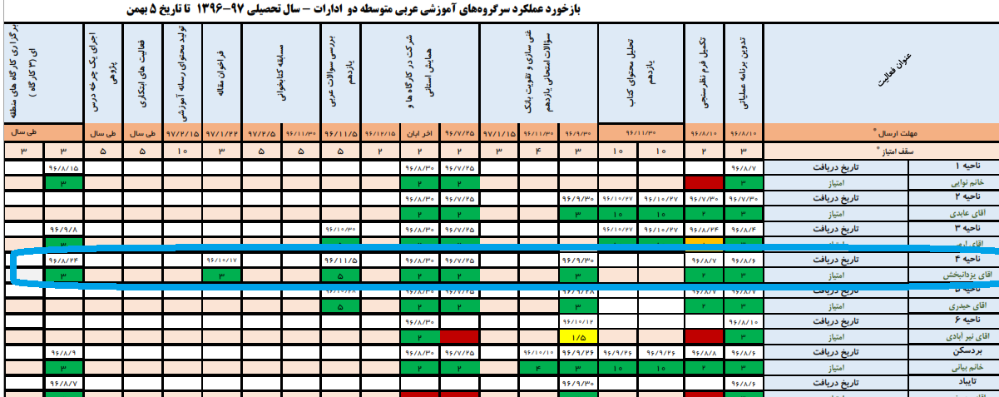 بازخورد عملکرد سرگروه‌های آموزشی عربی متوسطه دو ادارات - سال تحصیلی ۹۷-۱۳۹۶ تا تاریخ ۵ بهمن
عنوان فعالیت
تدوین برنامه عملیاتی
تکمیل فرم نظرسنجی
تحلیل محتوای کتاب یازدهم
غنی سازی و تقویت بانک سؤالات امتحانی یازدهم
شرکت در کارگاه ها و همایش استانی
بررسی سوالات عربی یازدهم
مسابقه کتابخوانی
فراخوان مقاله
تولید محتوای رسانه آموزشی
فعالیت های ابتکاری
اجرای یک چرخه درس پژوهی
برگزاری کارگاه های منطقه ای (۳ کارگاه)
مهلت ارسال * ۹۶/۸/۱۰ ۹۶/۸/۱۰ ۹۶/۱۱/۳۰ ۹۶/۹/۳۰ ۹۶/۱۱/۳۰ ۹۷/۱/۱۵ ۹۶/۷/۲۵ اخر ابان ۹۶/۱۲/۱۵ ۹۶/۱۱/۵ ۹۶/۱۱/۳۰ ۹۷/۲/۵ ۹۷/۱/۲۲ ۹۷/۲/۱۵ طی سال طی سال طی سال
سقف امتیاز * ۳ ۲ ۱۰ ۱۰ ۳ ۴ ۳ ۲ ۲ ۲ ۵ ۵ ۵ ۳ ۱۰ ۵ ۵ ۳ ۳
ناحیه ۱ تاریخ دریافت ۹۶/۸/۷ ۹۶/۷/۲۵ ۹۶/۸/۳۰ ۹۶/۸/۱۵
خانم نوایی امتیاز ۳ ۲ ۲ ۳
ناحیه ۲ تاریخ دریافت ۹۶/۷/۳۰ ۹۶/۷/۳۰ ۹۶/۱۰/۲۷ ۹۶/۱۰/۲۷ ۹۶/۹/۳۰ ۹۶/۷/۲۵ ۹۶/۸/۳۰
اقای عابدی امتیاز ۳ ۲ ۱۰ ۱۰ ۳ ۲ ۲
ناحیه ۳ تاریخ دریافت ۹۶/۸/۴ ۹۶/۸/۲۴ ۹۶/۱۰/۲۷ ۹۶/۱۰/۲۷ ۹۶/۷/۲۵ ۹۶/۸/۳۰ ۹۶/۱۰/۳۰ ۹۶/۹/۸
اقای
ناحیه ۴ تاریخ دریافت ۹۶/۸/۶ ۹۶/۸/۷ ۹۶/۹/۳۰ ۹۶/۷/۲۵ ۹۶/۸/۳۰ ۹۶/۱۱/۵ ۹۶/۱۰/۱۷ ۹۶/۸/۲۴
اقای یزدانبخش امتیاز ۳ ۲ ۳ ۲ ۲ ۵ ۳ ۳
ناحیه ۵ تاریخ دریافت ۹۶/۸/۷ ۹۶/۸/۷ ۹۶/۹/۲۸ ۹۶/۷/۲۵ ۹۶/۸/۳۰ ۹۶/۱۰/۲۸
اقای حیدری امتیاز ۳ ۲ ۳ ۲ ۲ ۵
ناحیه ۶ تاریخ دریافت ۹۶/۸/۱۰ ۹۶/۱۰/۱۲ ۹۶/۸/۳۰
اقای نیر آبادی امتیاز ۳ ۱/۵ ۲
بردسکن تاریخ دریافت ۹۶/۸/۶ ۹۶/۸/۸ ۹۶/۹/۲۶ ۹۶/۹/۲۶ ۹۶/۹/۲۶ ۹۶/۱۰/۱۰ ۹۶/۷/۲۵ ۹۶/۸/۳۰ ۹۶/۸/۹
خانم بیانی امتیاز ۳ ۲ ۱۰ ۱۰ ۳ ۴ ۲ ۲ ۳
تایباد تاریخ دریافت ۹۶/۸/۶ ۹۶/۹/۳۰ ۹۶/۸/۷